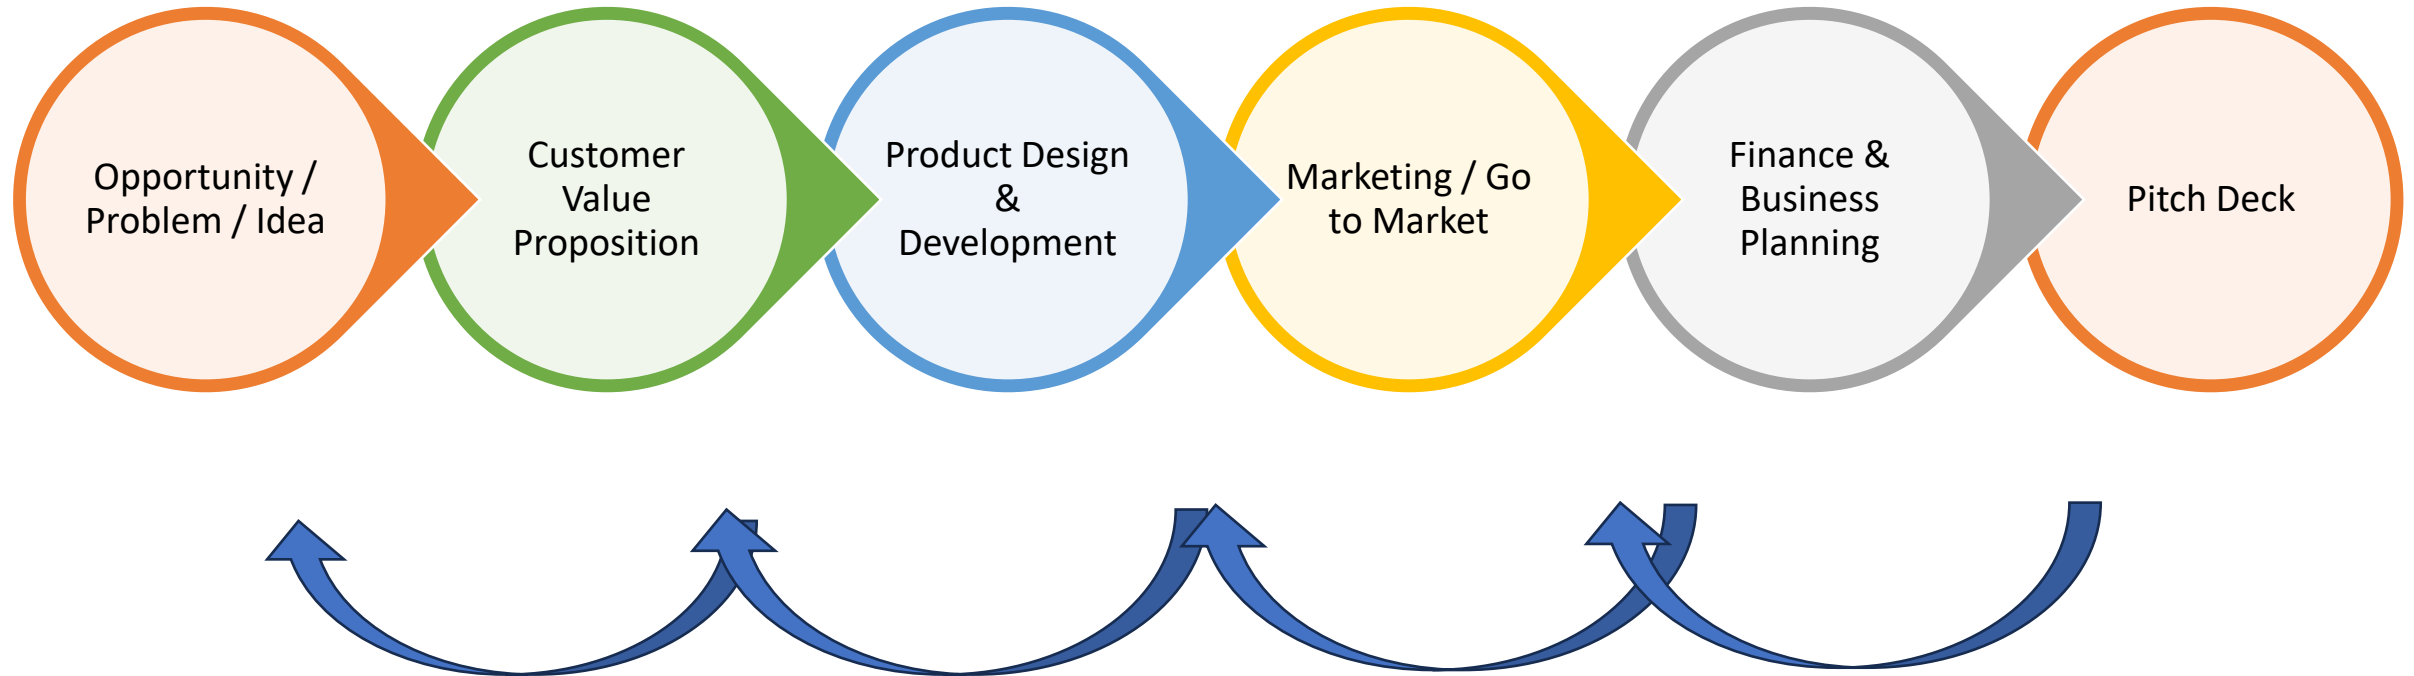 Opportunity /
Problem / Idea
Customer
Value
Proposition
Product Design
&
Development
Marketing / Go
to Market
Finance &
Business
Planning
Pitch Deck